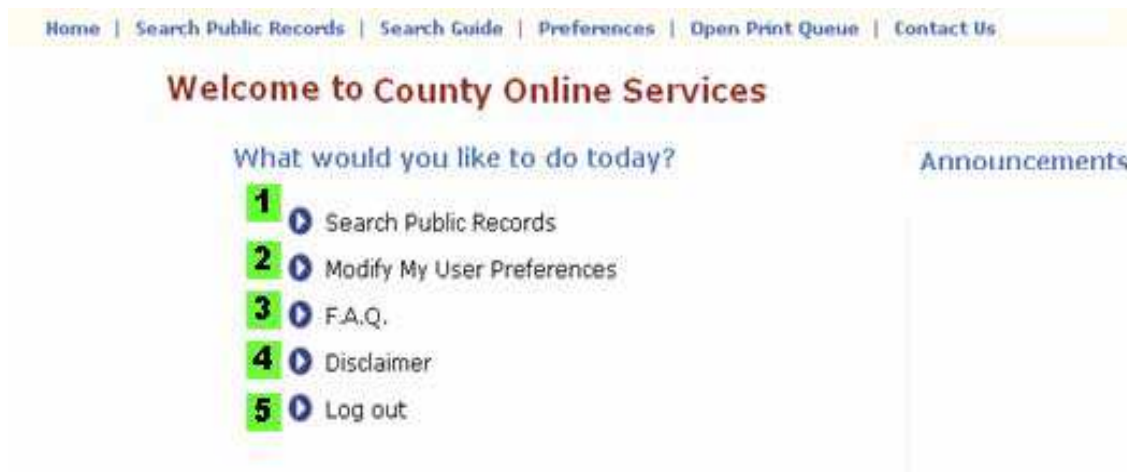 Home | Search Public Records | Search Guide | Preferences | Open Print Queue | Contact Us
Welcome to County Online Services
What would you like to do today?
Announcements
1 Search Public Records
2 Modify My User Preferences
3 F.A.Q.
4 Disclaimer
5 Log out